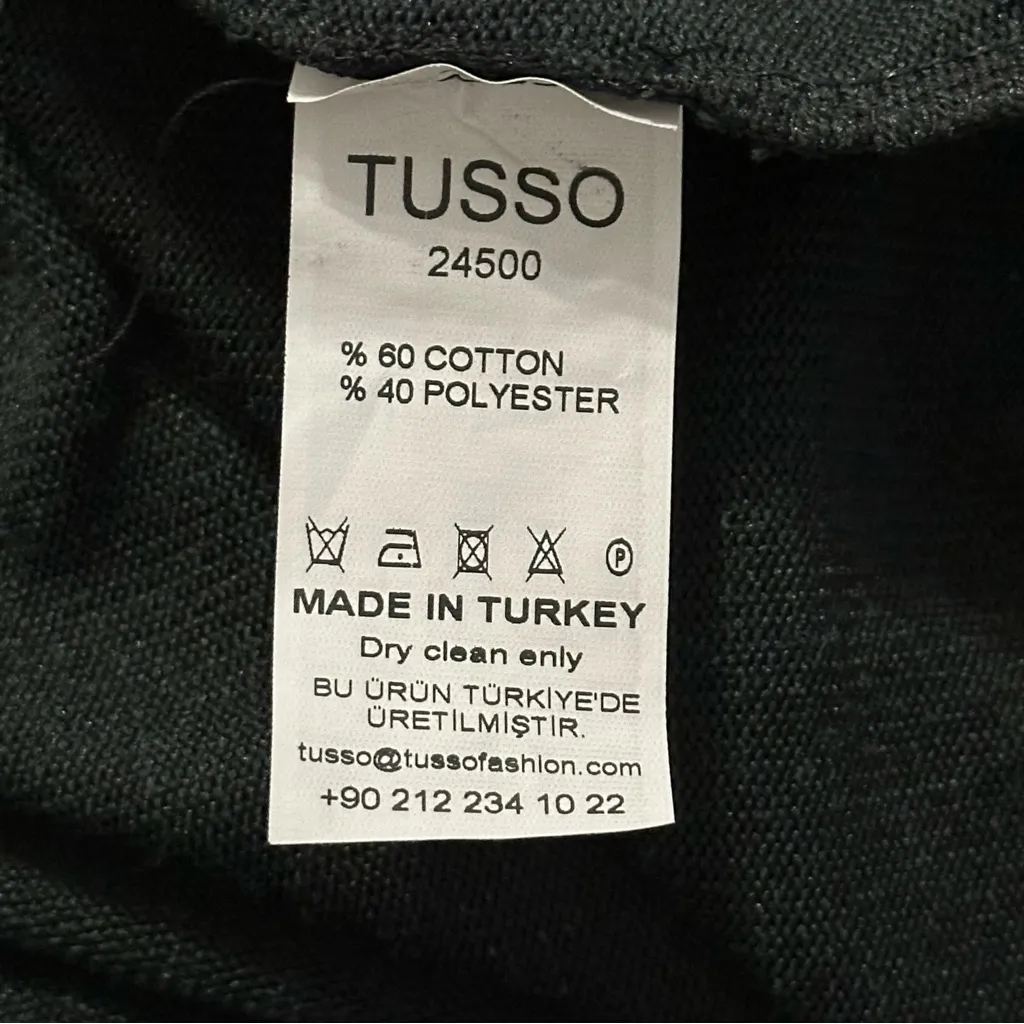 TUSSO
24500
% 60 COTTON
% 40 POLYESTER
P
MADE IN TURKEY
Dry clean only
BU ÜRÜN TÜRKİYE'DE
ÜRETİLMİŞTİR.
tusso@tussofashion.com
+90 212 234 10 22